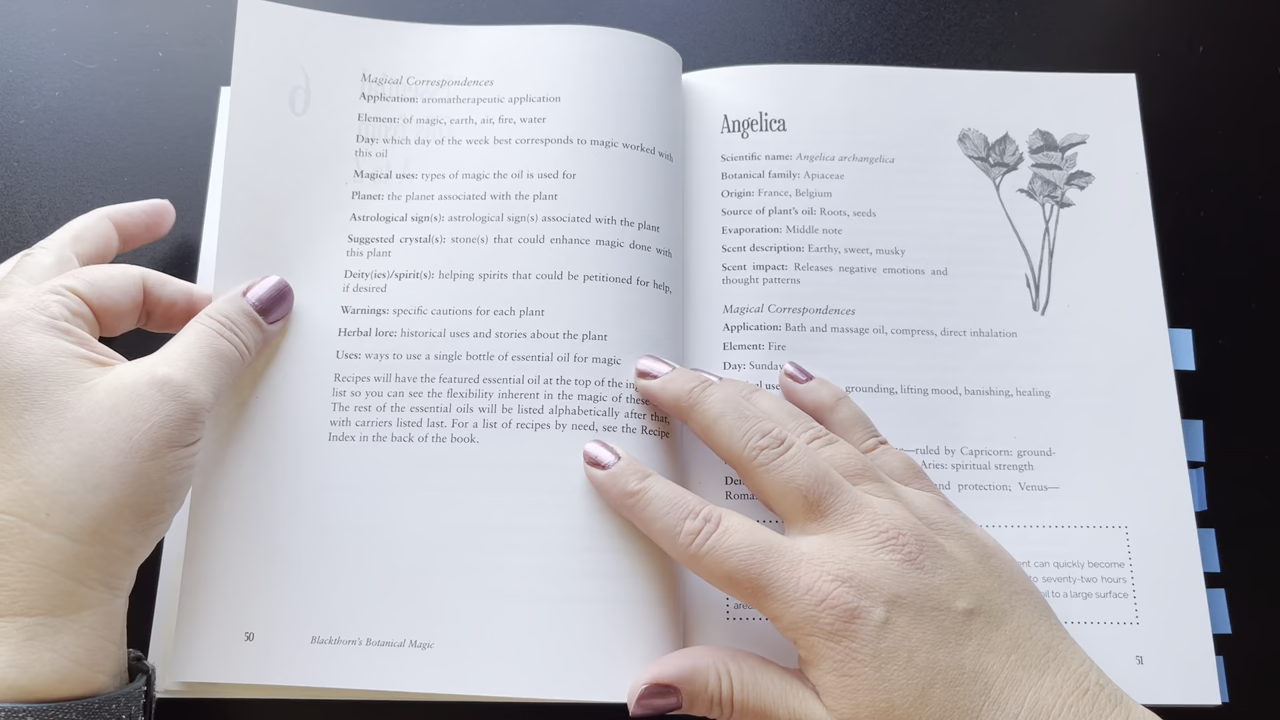 Magical Correspondences
Application: aromatherapeutic application
Element: of magic, earth, air, fire, water
Day: which day of the week best corresponds to magic worked with
this oil
Magical uses: types of magic the oil is used for
Planet: the planet associated with the plant
Astrological sign(s): astrological sign(s) associated with the plant
Suggested crystal(s): stone(s) that could enhance magic done with
this plant
Deity(ies)/spirit(s): helping spirits that could be petitioned for help,
if desired
Warnings: specific cautions for each plant
Herbal lore: historical uses and stories about the plant
Uses: ways to use a single bottle of essential oil for magic
Recipes will have the featured essential oil at the top of the
list so you can see the flexibility inherent in the magic of these
The rest of the essential oils will be listed alphabetically after that,
with carriers listed last. For a list of recipes by need, see the Recipe
Index in the back of the book.
50 Blackthorn's Botanical Magic
Angelica
Scientific name: Angelica archangelica
Botanical family: Apiaceae
Origin: France, Belgium
Source of plant's oil: Roots, seeds
Evaporation: Middle note
Scent description: Earthy, sweet, musky
Scent impact: Releases negative emotions and
thought patterns
Magical Correspondences
Application: Bath and massage oil, compress, direct inhalation
Element: Fire
Day: Sunday
grounding, lifting mood, banishing, healing
—ruled by Capricorn: ground-
Aries: spiritual strength
and protection; Venus—
can quickly become
to seventy-two hours
oil to a large surface
51